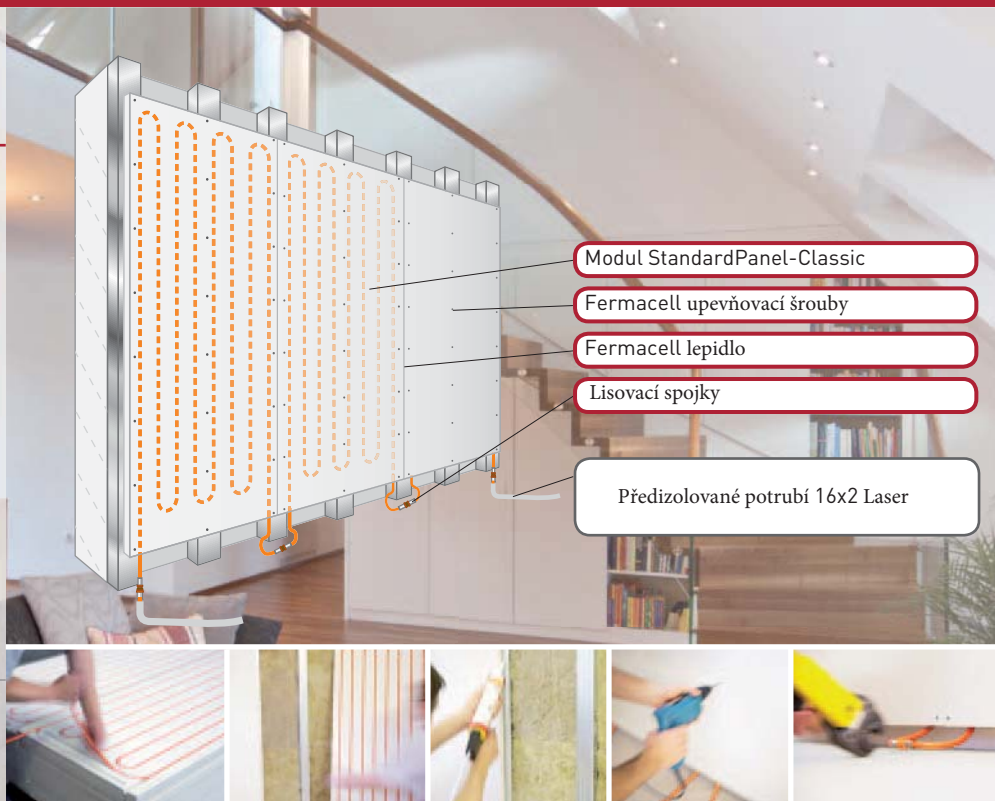 Modul StandardPanel-Classic
Fermacell upevňovací šrouby
Fermacell lepidlo
Lisovací spojky
Předizolované potrubí 16x2 Laser